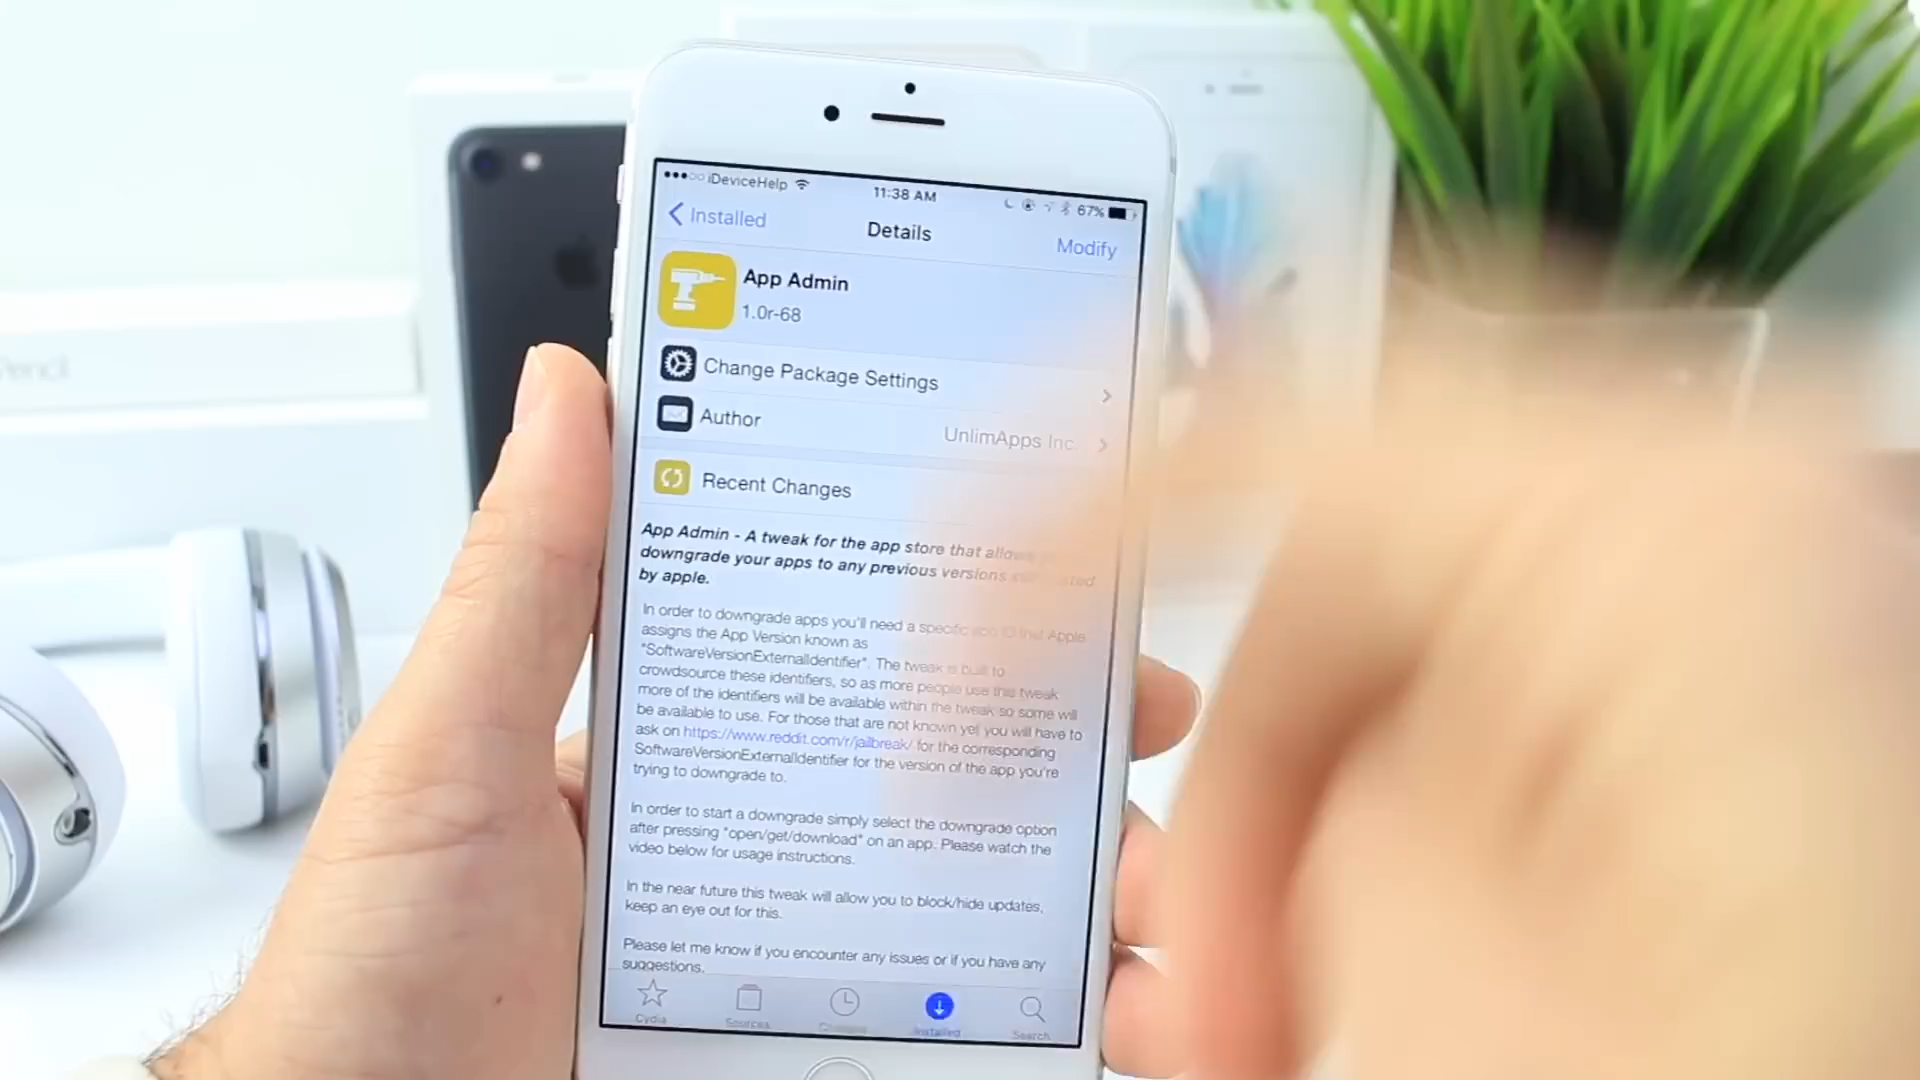 iDeviceHelp
11:38 AM
67%
Installed
Details
Modify
App Admin
1.0r-68
Change Package Settings
Author
UnlimApps Inc.
Recent Changes
App Admin - A tweak for the app store that allows
downgrade your apps to any previous versions
by apple.
In order to downgrade apps you'll need a specific app ID that Apple
assigns the App Version known as
"SoftwareVersionExternalIdentifier". The tweak is built to
crowdsource these identifiers, so as more people use this tweak
more of the identifiers will be available within the tweak so some will
be available to use. For those that are not known yet you will have to
ask on https://www.reddit.com/r/jailbreak/ for the corresponding
SoftwareVersionExternalIdentifier for the version of the app you're
trying to downgrade to.
In order to start a downgrade simply select the downgrade option
after pressing "open/get/download" on an app. Please watch the
video below for usage instructions.
In the near future this tweak will allow you to block/hide updates,
keep an eye out for this.
Please let me know if you encounter any issues or if you have any
suggestions.
Cydia
Sources
Changes
Installed
Search
Pencil